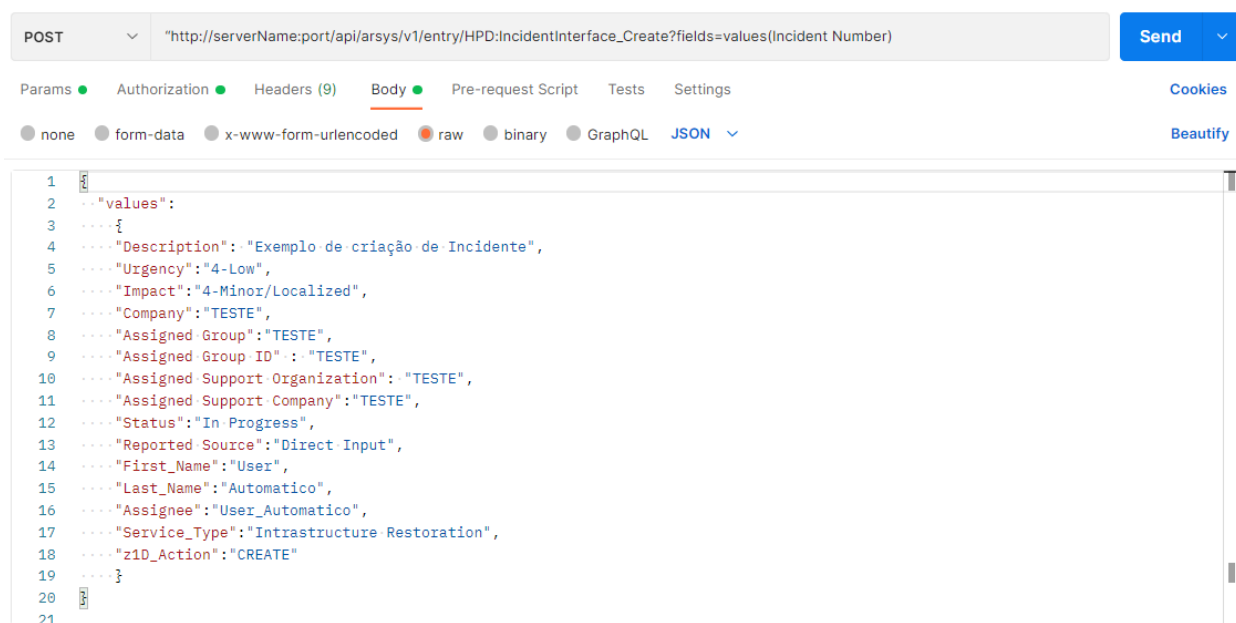 POST “http://serverName:port/api/arsys/v1/entry/HPD:IncidentInterface_Create?fields=values(Incident Number) Send
Params Authorization Headers (9) Body Pre-request Script Tests Settings Cookies
none form-data x-www-form-urlencoded raw binary GraphQL JSON Beautify
1 {
2 "values":
3 {
4 "Description": "Exemplo de criação de Incidente",
5 "Urgency":"4-Low",
6 "Impact":"4-Minor/Localized",
7 "Company":"TESTE",
8 "Assigned Group":"TESTE",
9 "Assigned Group ID" : "TESTE",
10 "Assigned Support Organization": "TESTE",
11 "Assigned Support Company":"TESTE",
12 "Status":"In Progress",
13 "Reported Source":"Direct Input",
14 "First_Name":"User",
15 "Last_Name":"Automatico",
16 "Assignee":"User_Automatico",
17 "Service_Type":"Intrastructure Restoration",
18 "z1D_Action":"CREATE"
19 }
20 }
21